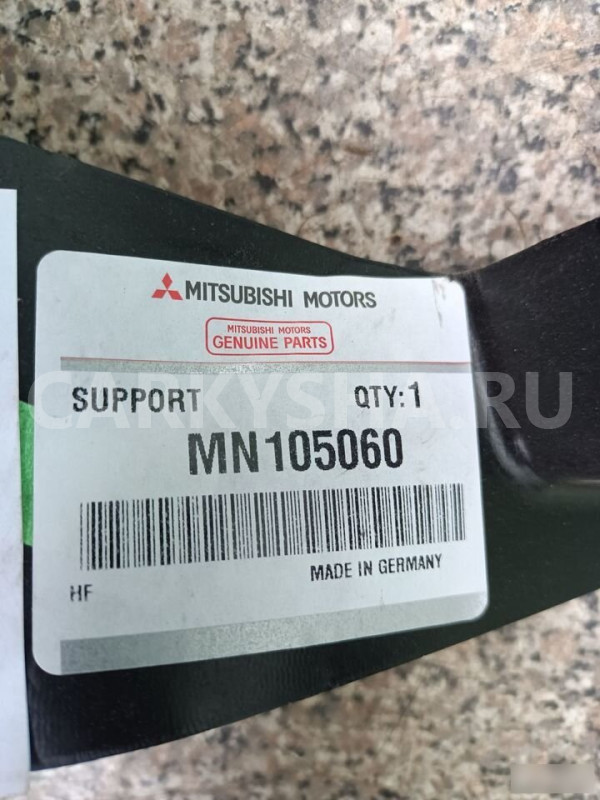 MITSUBISHI MOTORS
MITSUBISHI MOTORS
GENUINE PARTS
SUPPORT QTY:1
CARKYSHA.RU
MN105060
MADE IN GERMANY
HF